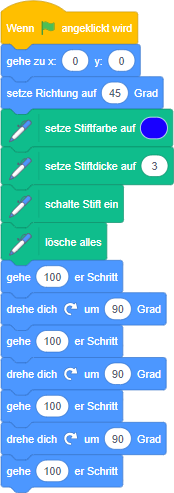 Wenn angeklickt wird
gehe zu x: 0 y: 0
setze Richtung auf 45 Grad
setze Stiftfarbe auf
setze Stiftdicke auf 3
schalte Stift ein
lösche alles
gehe 100 er Schritt
drehe dich um 90 Grad
gehe 100 er Schritt
drehe dich um 90 Grad
gehe 100 er Schritt
drehe dich um 90 Grad
gehe 100 er Schritt